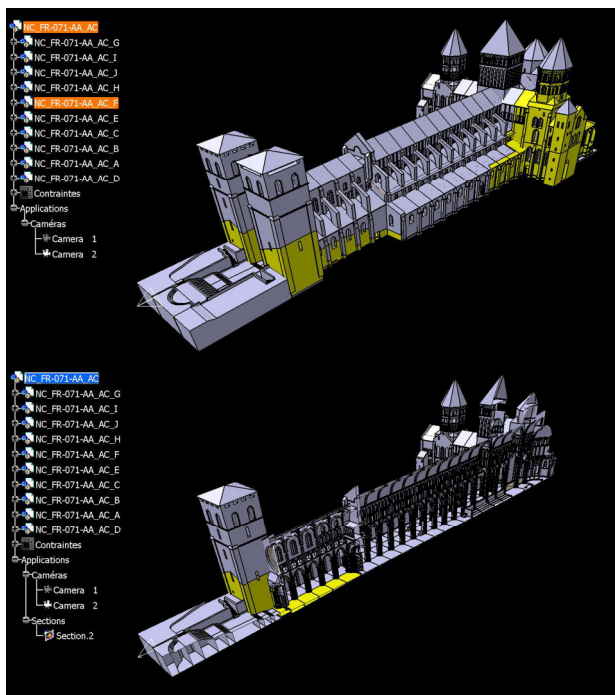 NC_FR-071-AA_AC
NC_FR-071-AA_AC_G
NC_FR-071-AA_AC_I
NC_FR-071-AA_AC_J
NC_FR-071-AA_AC_H
NC_FR-071-AA_AC_F
NC_FR-071-AA_AC_E
NC_FR-071-AA_AC_C
NC_FR-071-AA_AC_B
NC_FR-071-AA_AC_A
NC_FR-071-AA_AC_D
Contraintes
Applications
Caméras
Camera 1
Camera 2
NC_FR-071-AA_AC
NC_FR-071-AA_AC_G
NC_FR-071-AA_AC_I
NC_FR-071-AA_AC_J
NC_FR-071-AA_AC_H
NC_FR-071-AA_AC_F
NC_FR-071-AA_AC_E
NC_FR-071-AA_AC_C
NC_FR-071-AA_AC_B
NC_FR-071-AA_AC_A
NC_FR-071-AA_AC_D
Contraintes
Applications
Caméras
Camera 1
Camera 2
Sections
Section.2